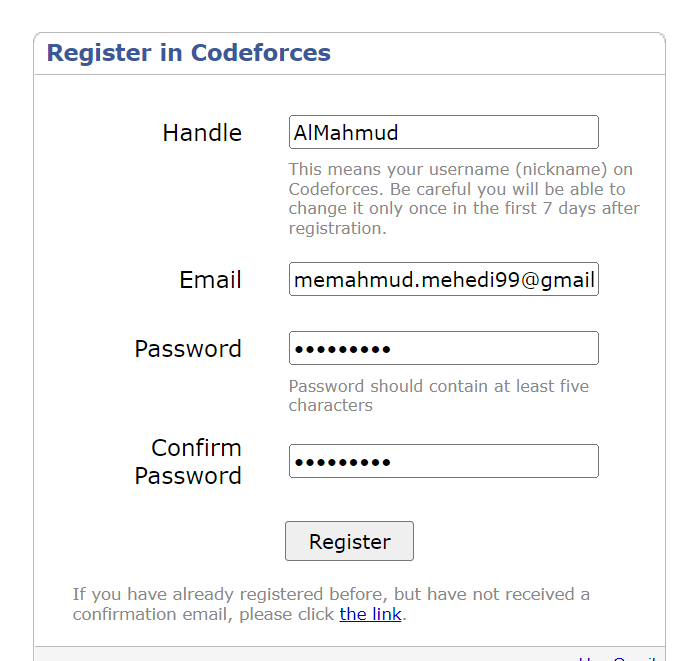 Register in Codeforces
Handle
AlMahmud
This means your username (nickname) on
Codeforces. Be careful you will be able to
change it only once in the first 7 days after
registration.
Email
memahmud.mehedi99@gmail
Password
•••••••••
Password should contain at least five
characters
Confirm
Password
•••••••••
Register
If you have already registered before, but have not received a
confirmation email, please click the link.